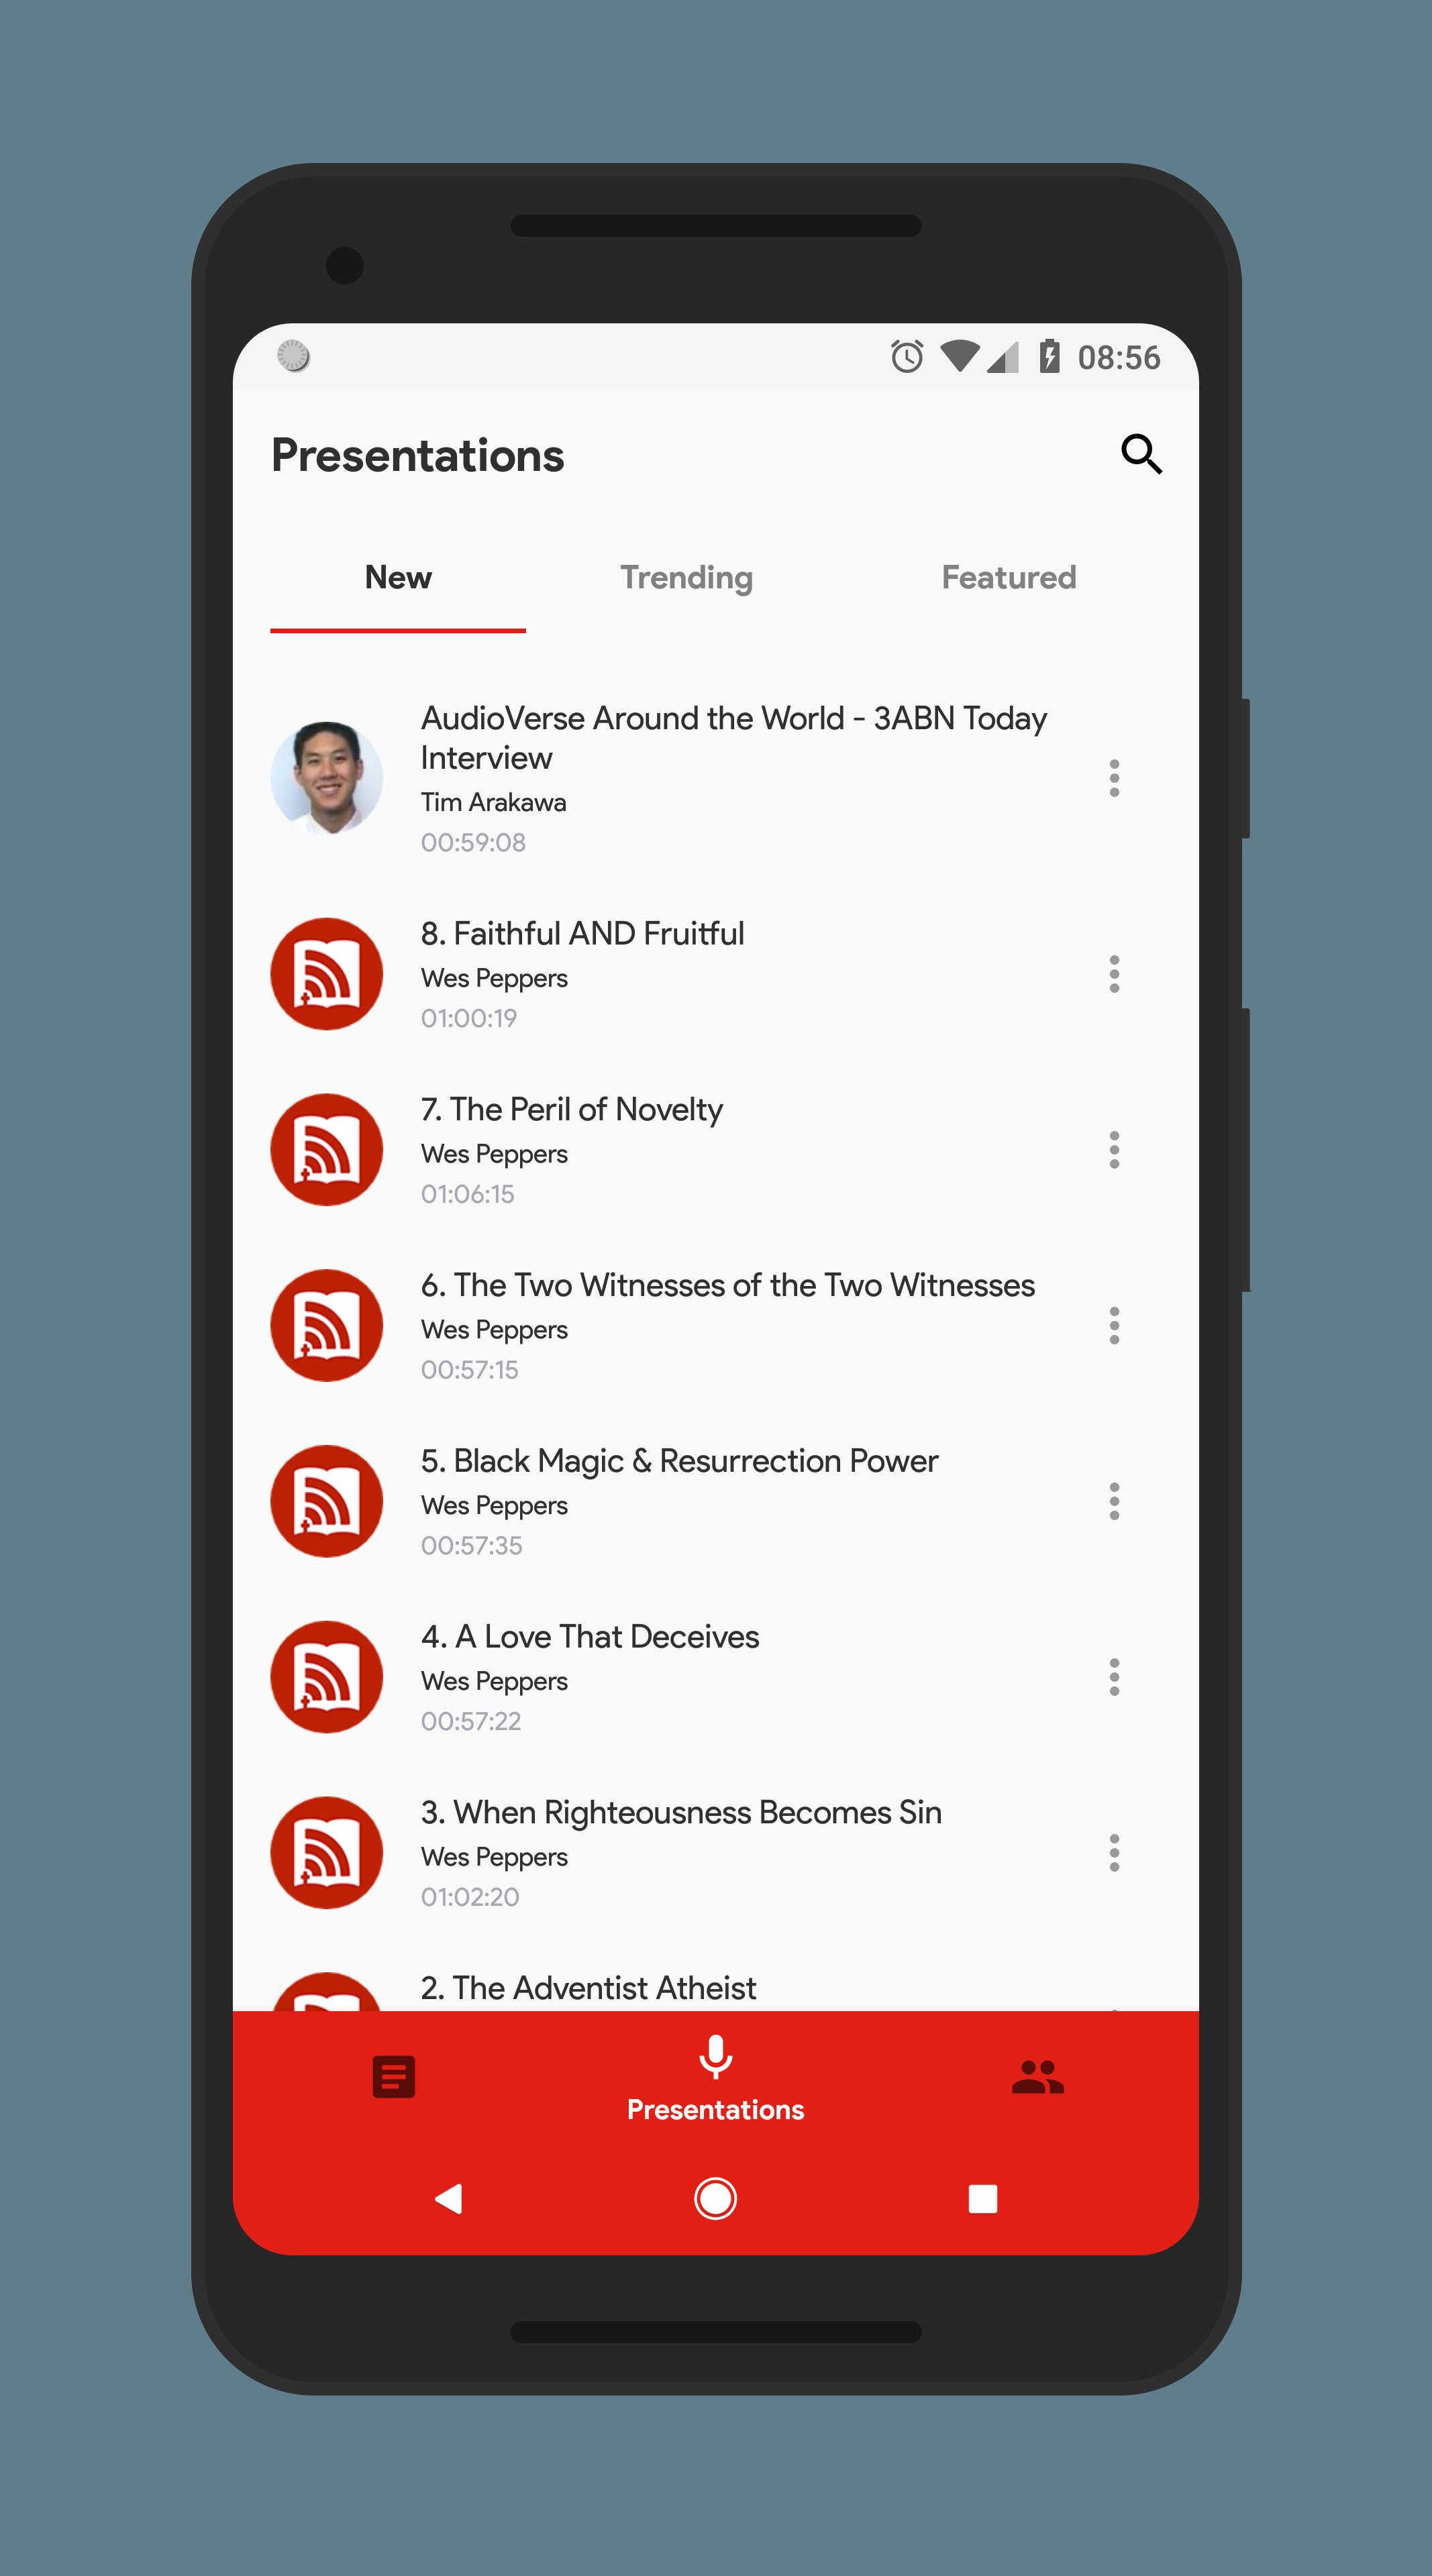 08:56
Presentations
New
Trending
Featured
AudioVerse Around the World - 3ABN Today
Interview
Tim Arakawa
00:59:08
8. Faithful AND Fruitful
Wes Peppers
01:00:19
7. The Peril of Novelty
Wes Peppers
01:06:15
6. The Two Witnesses of the Two Witnesses
Wes Peppers
00:57:15
5. Black Magic & Resurrection Power
Wes Peppers
00:57:35
4. A Love That Deceives
Wes Peppers
00:57:22
3. When Righteousness Becomes Sin
Wes Peppers
01:02:20
2. The Adventist Atheist
Presentations